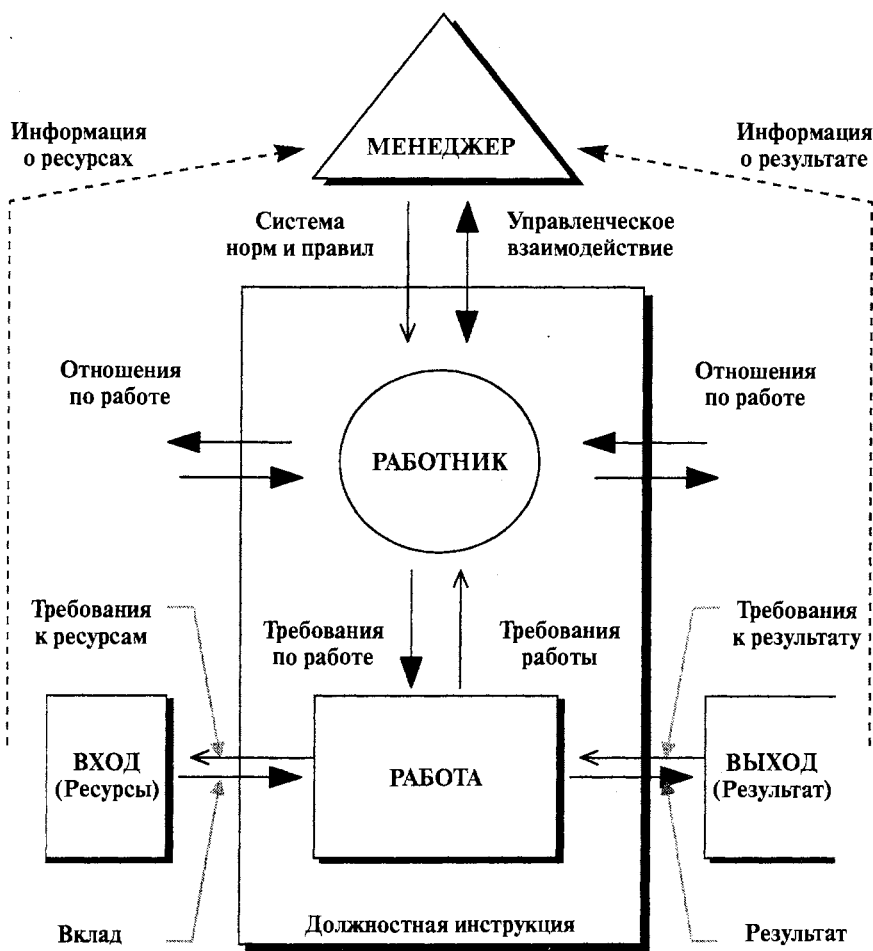 МЕНЕДЖЕР
Информация
о ресурсах
Информация
о результате
Система
норм и правил
Управленческое
взаимодействие
Отношения
по работе
Отношения
по работе
РАБОТНИК
Требования
к ресурсам
Требования
по работе
Требования
работы
Требования
к результату
ВХОД
(Ресурсы)
РАБОТА
ВЫХОД
(Результат)
Вклад
Должностная инструкция
Результат